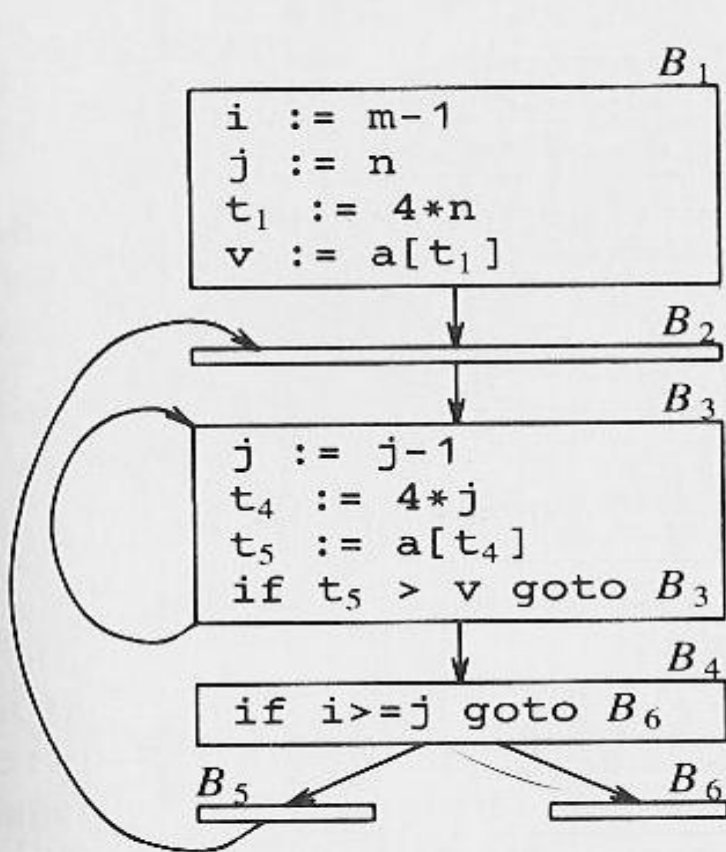 B₁
i := m-1
j := n
t₁ := 4*n
v := a[t₁]
B₂
B₃
j := j-1
t₄ := 4*j
t₅ := a[t₄]
if t₅ > v goto B₃
B₄
if i>=j goto B₆
B₅ B₆